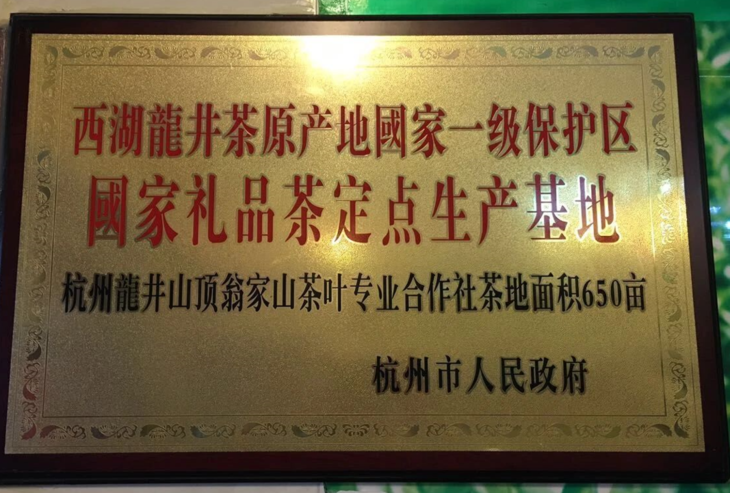 西湖龍井茶原产地國家一级保护区
國家礼品茶定点生产基地
杭州龍井山顶翁家山茶叶专业合作社茶地面积650亩
杭州市人民政府